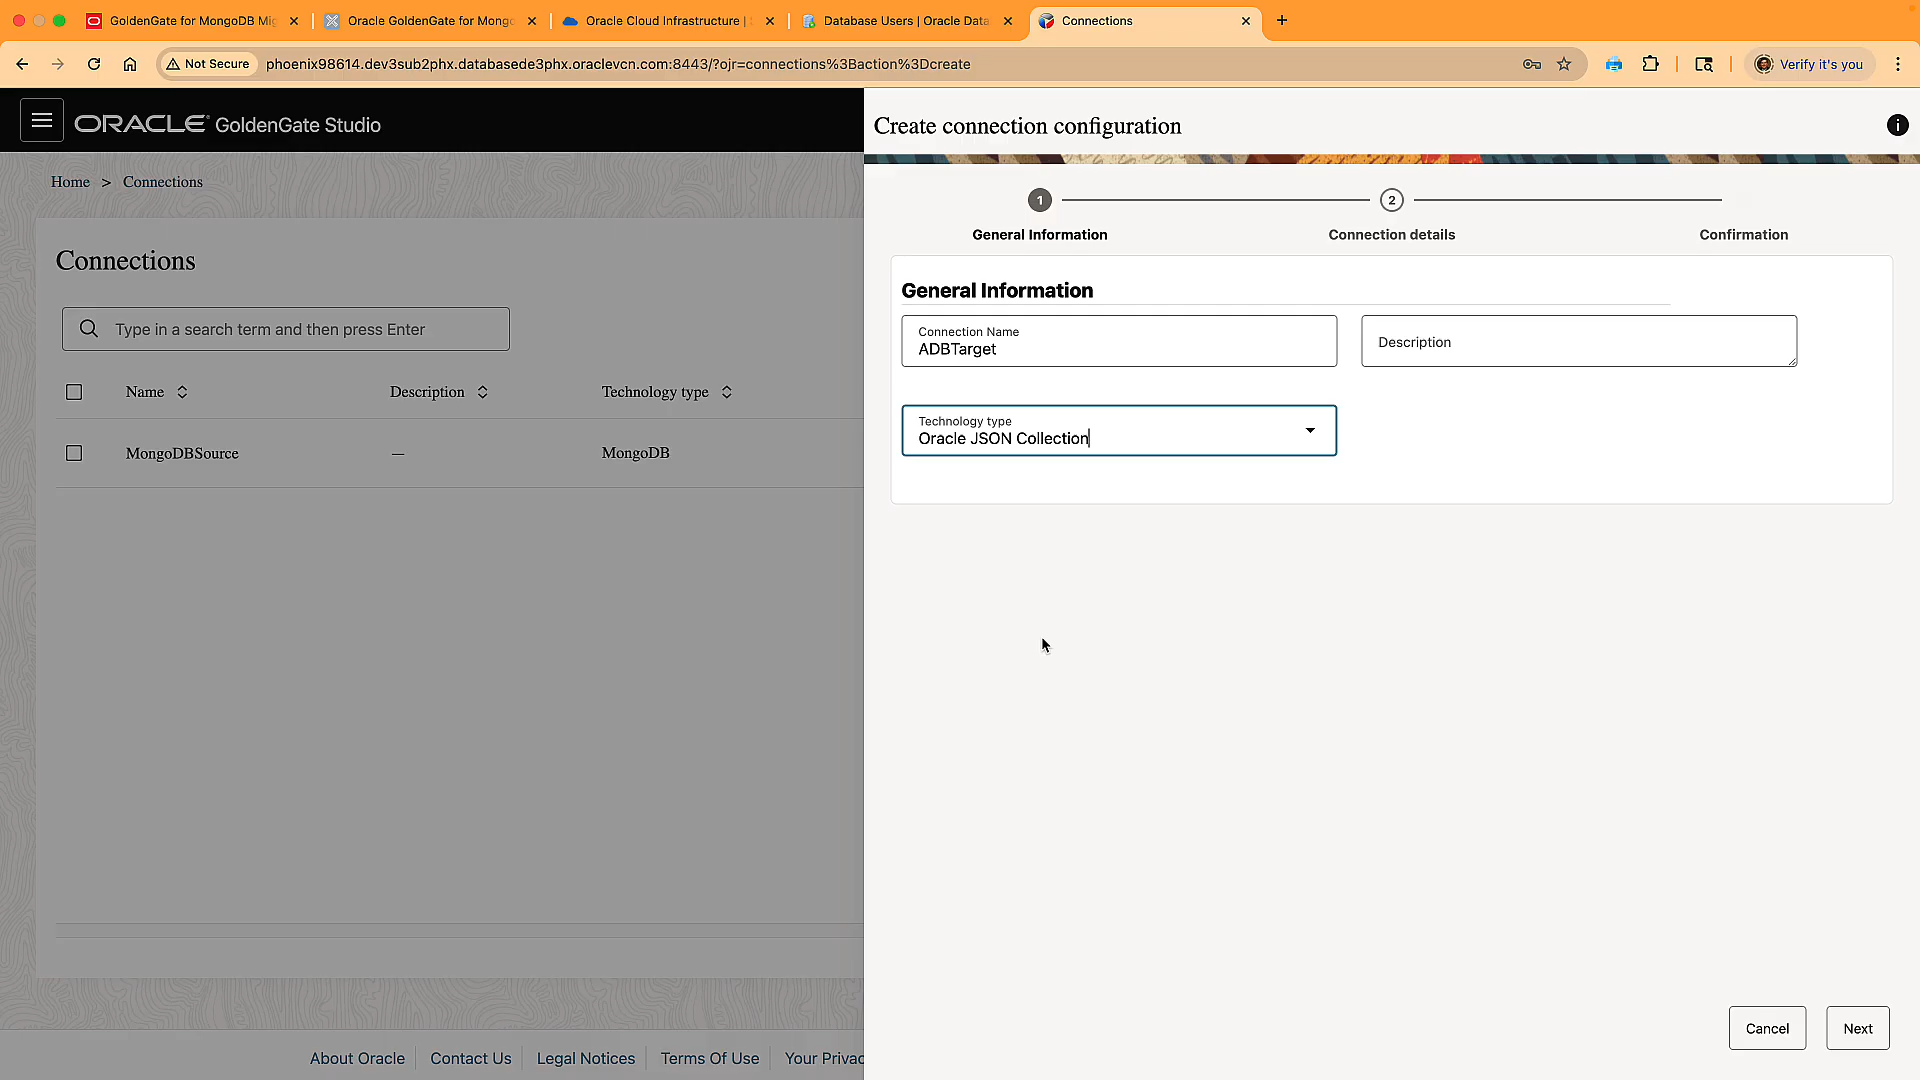 GoldenGate for MongoDB Mig
Oracle GoldenGate for Mongo
Oracle Cloud Infrastructure |
Database Users | Oracle Data
Connections
Not Secure
phoenix98614.dev3sub2phx.databasede3phx.oraclevcn.com:8443/?ojr=connections%3Baction%3Dcreate
Verify it's you
ORACLE GoldenGate Studio
Home > Connections
Connections
Type in a search term and then press Enter
Name
Description
Technology type
MongoDBSource
—
MongoDB
About Oracle
Contact Us
Legal Notices
Terms Of Use
Your Privac
Create connection configuration
1
2
General Information
Connection details
Confirmation
General Information
Connection Name
ADBTarget
Description
Technology type
Oracle JSON Collection
Cancel
Next